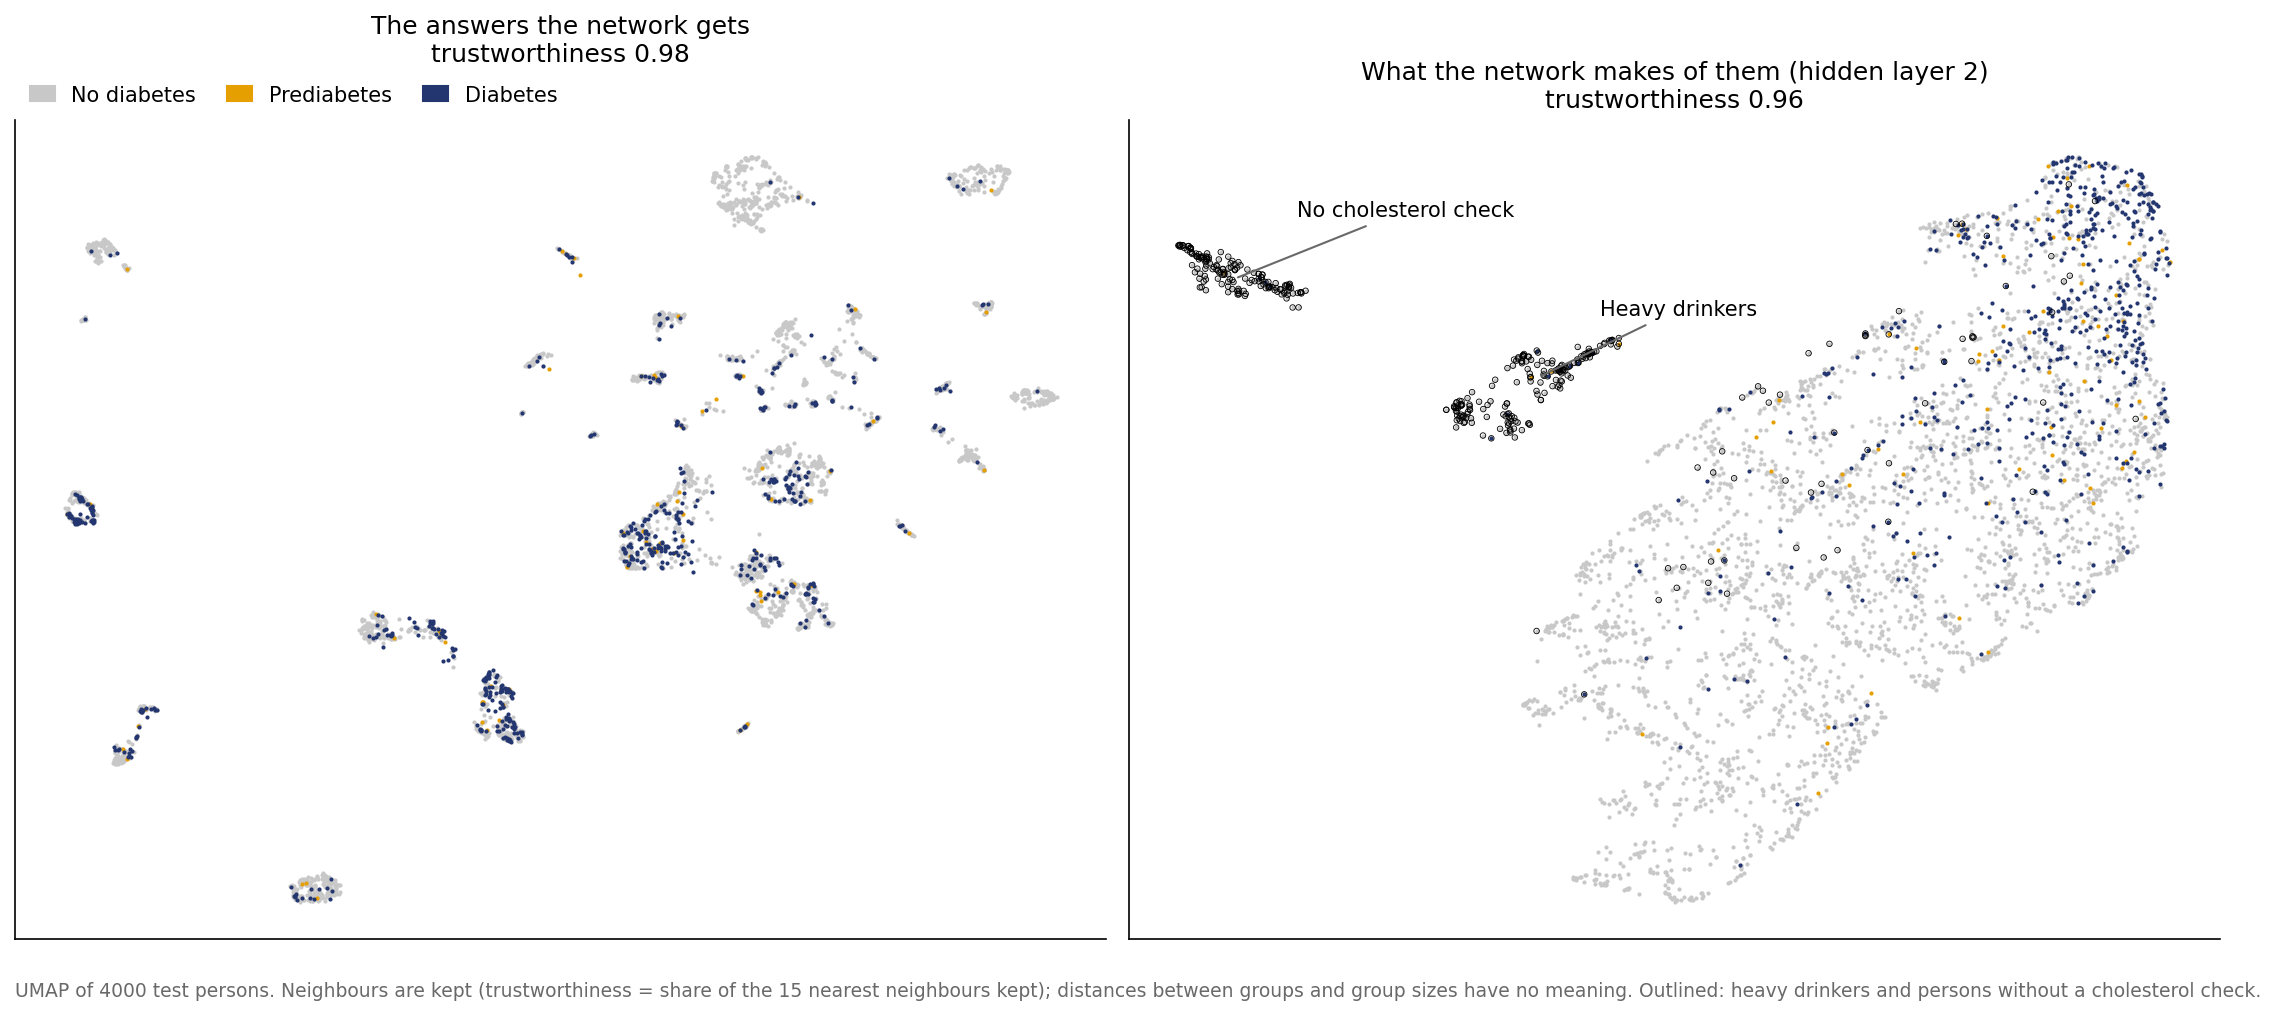 The answers the network gets
trustworthiness 0.98
No diabetes
Prediabetes
Diabetes
What the network makes of them (hidden layer 2)
trustworthiness 0.96
No cholesterol check
Heavy drinkers
UMAP of 4000 test persons. Neighbours are kept (trustworthiness = share of the 15 nearest neighbours kept); distances between groups and group sizes have no meaning. Outlined: heavy drinkers and persons without a cholesterol check.